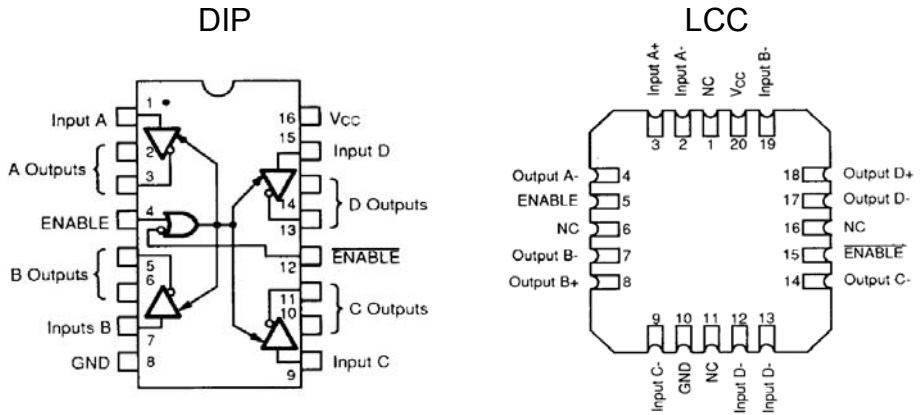 DIP
1
Input A
2
A Outputs
3
4
ENABLE
5
B Outputs
6
Inputs B
7
GND
8
16
VCC
15
Input D
14
D Outputs
13
ENABLE
12
11
C Outputs
10
Input C
9
LCC
Input A+
Input A-
NC
VCC
Input B-
3
2
1
20
19
Output A- 4
ENABLE 5
NC 6
Output B- 7
Output B+ 8
18 Output D+
17 Output D-
16 NC
15 ENABLE
14 Output C-
9
10
11
12
13
Input C-
GND
NC
Input D-
Input D-